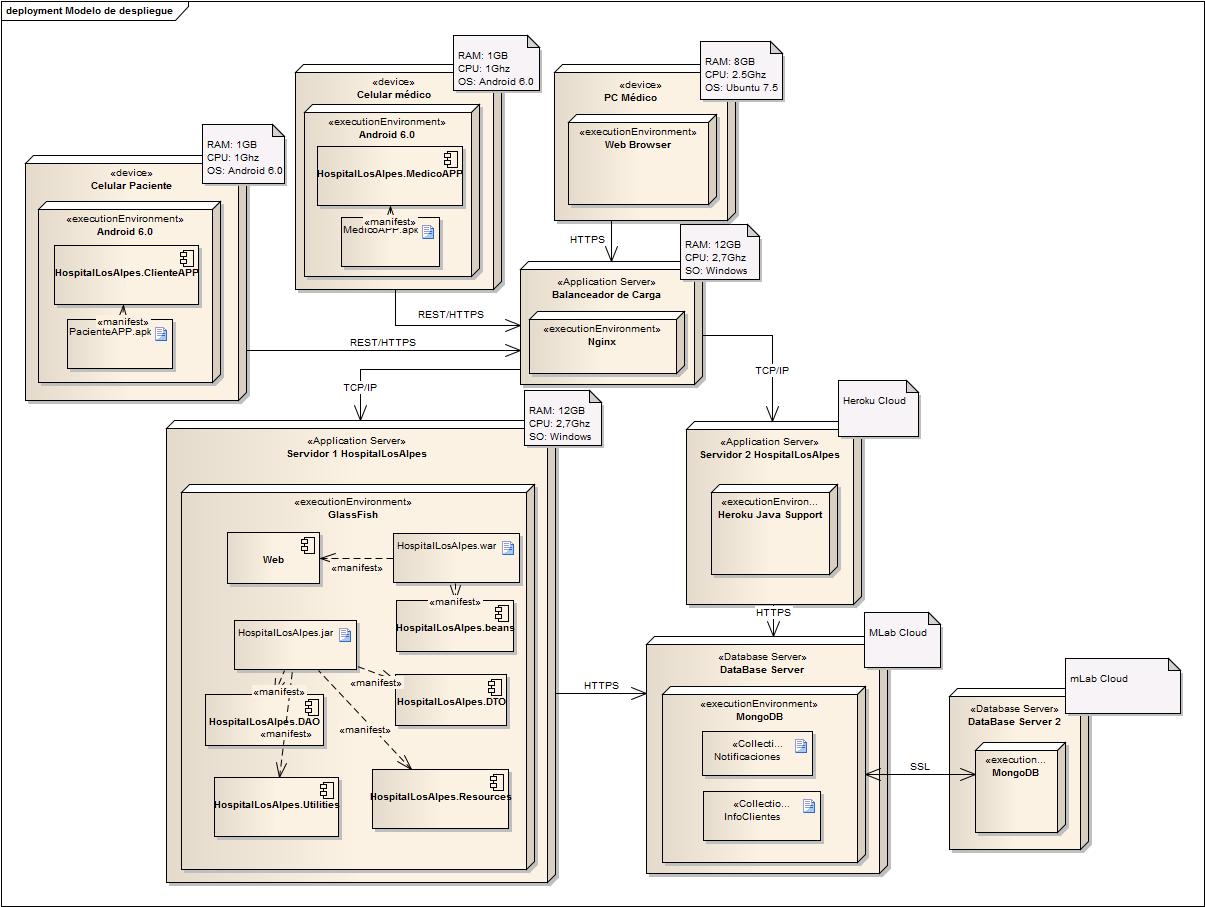 deployment Modelo de despliegue
RAM: 1GB
CPU: 1Ghz
OS: Android 6.0
«device»
Celular médico
«executionEnvironment»
Android 6.0
HospitalLosAlpes.MedicoAPP
«manifest»
MedicoAPP.apk
RAM: 8GB
CPU: 2.5Ghz
OS: Ubuntu 7.5
«device»
PC Médico
«executionEnvironment»
Web Browser
RAM: 1GB
CPU: 1Ghz
OS: Android 6.0
«device»
Celular Paciente
«executionEnvironment»
Android 6.0
HospitalLosAlpes.ClienteAPP
«manifest»
PacienteAPP.apk
HTTPS
REST/HTTPS
REST/HTTPS
RAM: 12GB
CPU: 2,7Ghz
SO: Windows
«Application Server»
Balanceador de Carga
«executionEnvironment»
Nginx
TCP/IP
TCP/IP
RAM: 12GB
CPU: 2,7Ghz
SO: Windows
«Application Server»
Servidor 1 HospitalLosAlpes
«executionEnvironment»
GlassFish
Web
HospitalLosAlpes.war
«manifest»
«manifest»
HospitalLosAlpes.beans
HospitalLosAlpes.jar
«manifest»
«manifest»
HospitalLosAlpes.DTO
HospitalLosAlpes.DAO
«manifest»
«manifest»
HospitalLosAlpes.Utilities
HospitalLosAlpes.Resources
Heroku Cloud
«Application Server»
Servidor 2 HospitalLosAlpes
«executionEnviron...
Heroku Java Support
HTTPS
HTTPS
MLab Cloud
«Database Server»
DataBase Server
«executionEnvironment»
MongoDB
«Collecti...
Notificaciones
«Collectio...
InfoClientes
SSL
mLab Cloud
«Database Server»
DataBase Server 2
«execution...
MongoDB